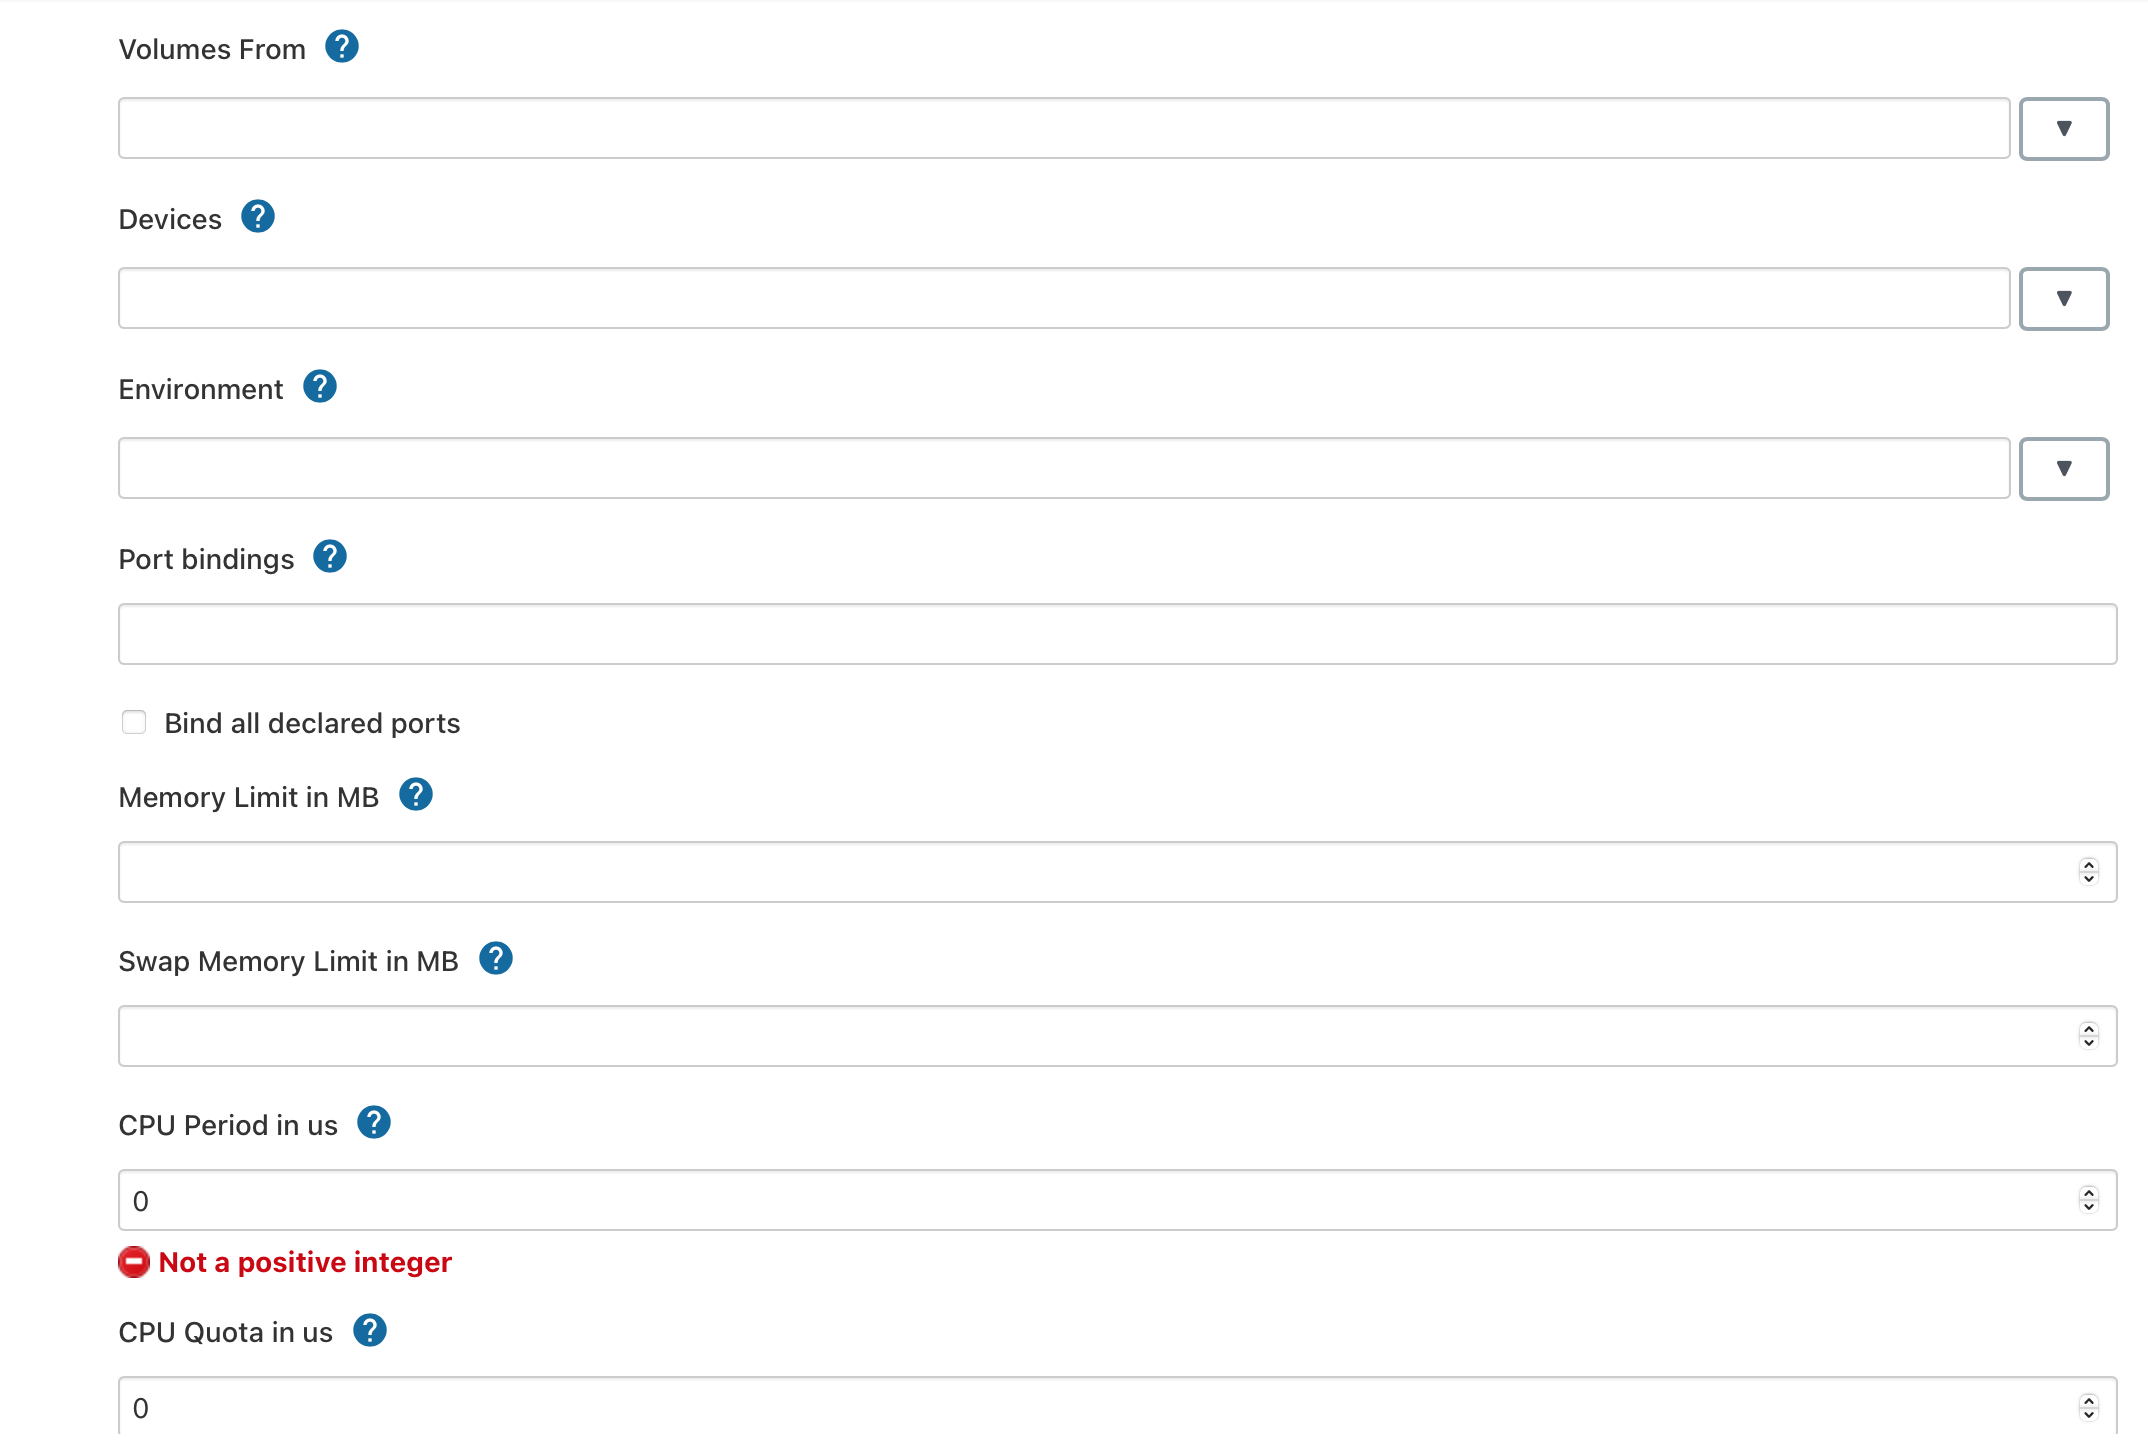 Volumes From ?
Devices ?
Environment ?
Port bindings ?
Bind all declared ports
Memory Limit in MB ?
Swap Memory Limit in MB ?
CPU Period in us ?
0
Not a positive integer
CPU Quota in us ?
0